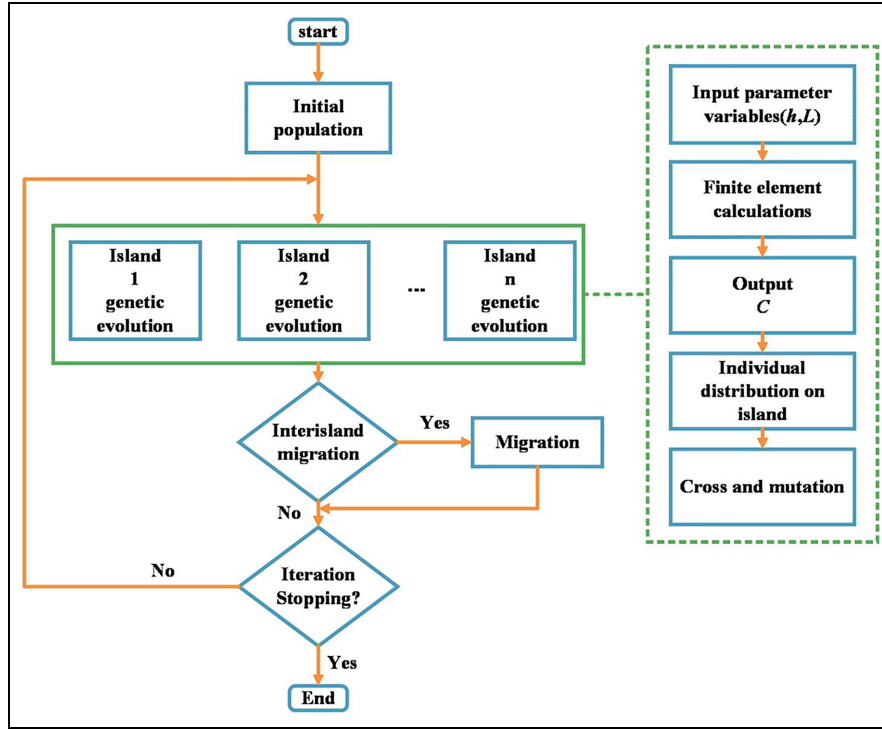 start
Initial
population
Island
1
genetic
evolution
Island
2
genetic
evolution
...
Island
n
genetic
evolution
Interisland
migration
Yes
Migration
No
Iteration
Stopping?
No
Yes
End
Input parameter
variables(h,L)
Finite element
calculations
Output
C
Individual
distribution on
island
Cross and mutation